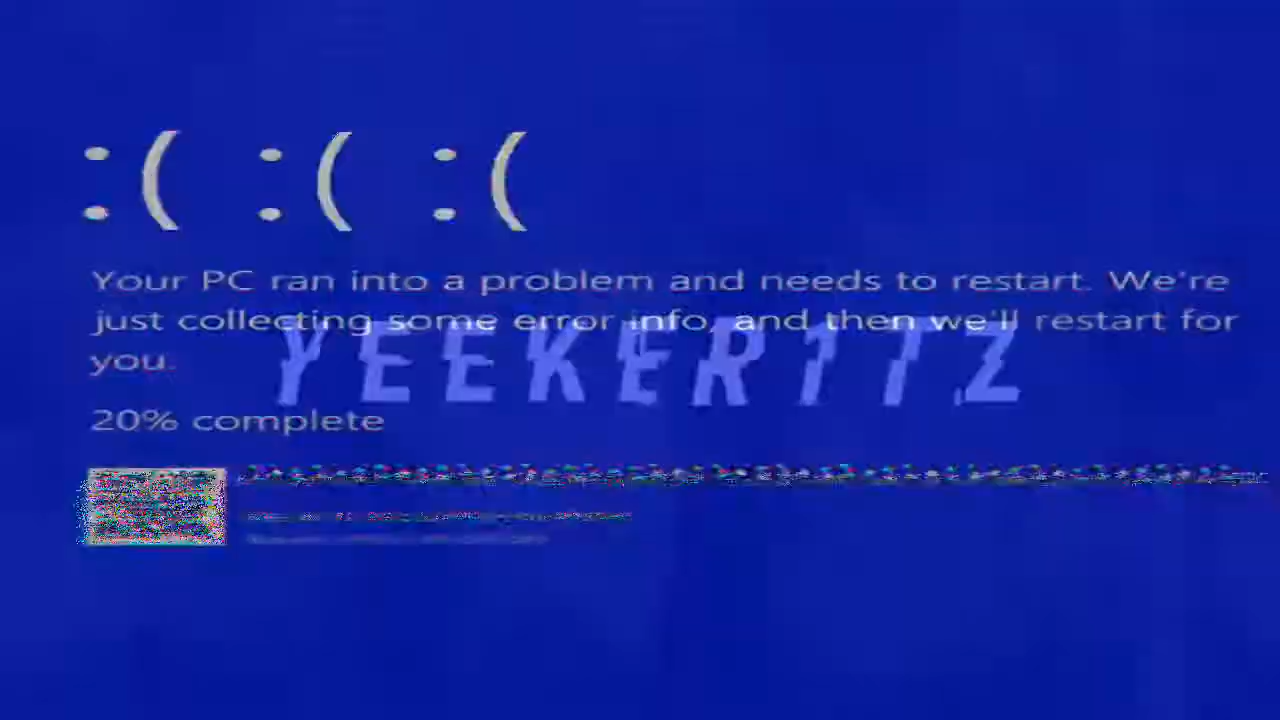 :( :( :(
Your PC ran into a problem and needs to restart. We're
just collecting some error info, and then we'll restart for
you.
YEEKER1TZ
20% complete